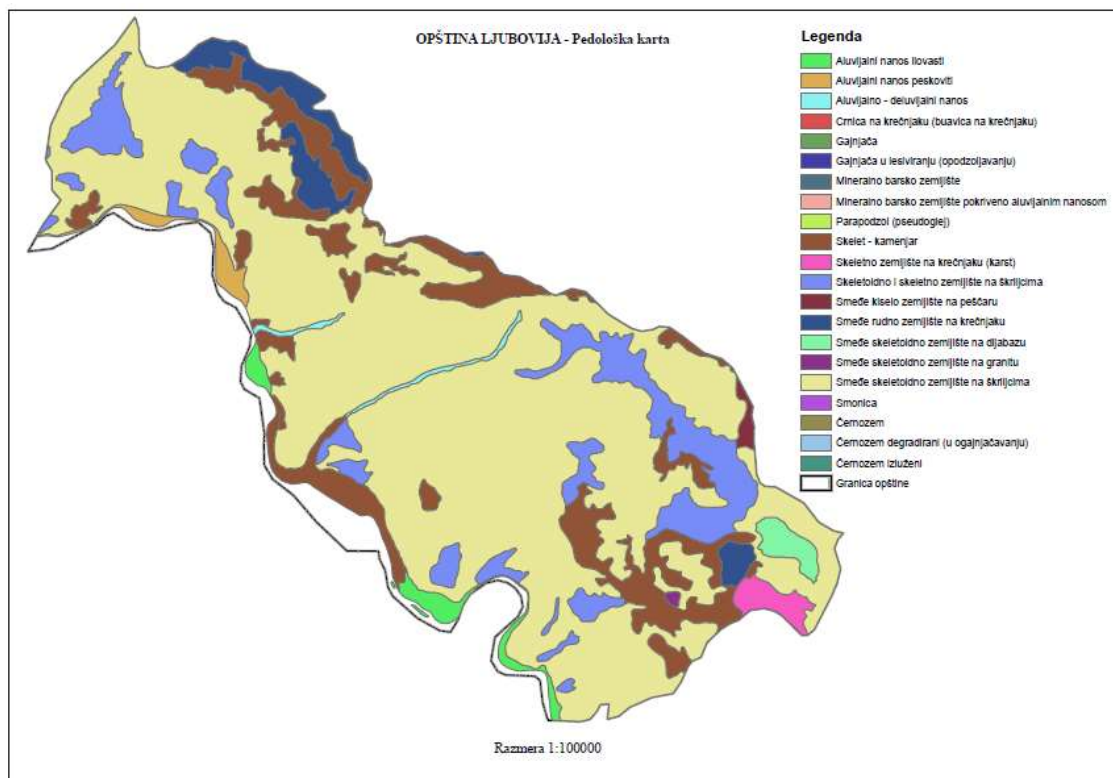 OPŠTINA LJUBOVIJA - Pedološka karta
Legenda
Aluvijalni nanos ilovasti
Aluvijalni nanos peskoviti
Aluvijalno - deluvijalni nanos
Crnica na krečnjaku (buavica na krečnjaku)
Gajnjača
Gajnjača u lesiviranju (opodzoljavanju)
Mineralno barsko zemljište
Mineralno barsko zemljište pokriveno aluvijalnim nanosom
Parapodzol (pseudoglej)
Skelet - kamenjar
Skeletno zemljište na krečnjaku (karst)
Skeletoidno i skeletno zemljište na škriljcima
Smeđe kiselo zemljište na peščaru
Smeđe rudno zemljište na krečnjaku
Smeđe skeletoidno zemljište na dijabazu
Smeđe skeletoidno zemljište na granitu
Smeđe skeletoidno zemljište na škriljcima
Smonica
Černozem
Černozem degradirani (u ogajnjačavanju)
Černozem izluženi
Granica opštine
Razmera 1:100000